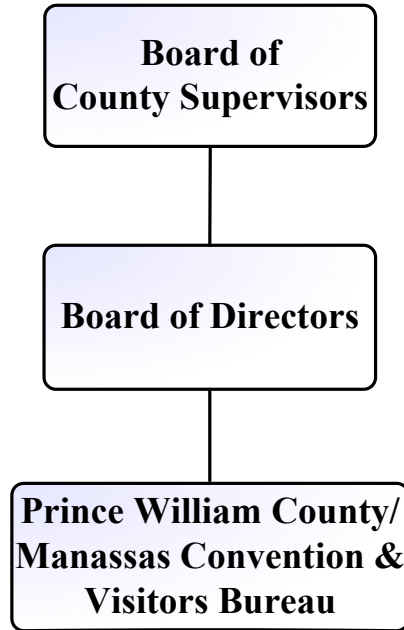 Board of
County Supervisors
Board of Directors
Prince William County/
Manassas Convention &
Visitors Bureau